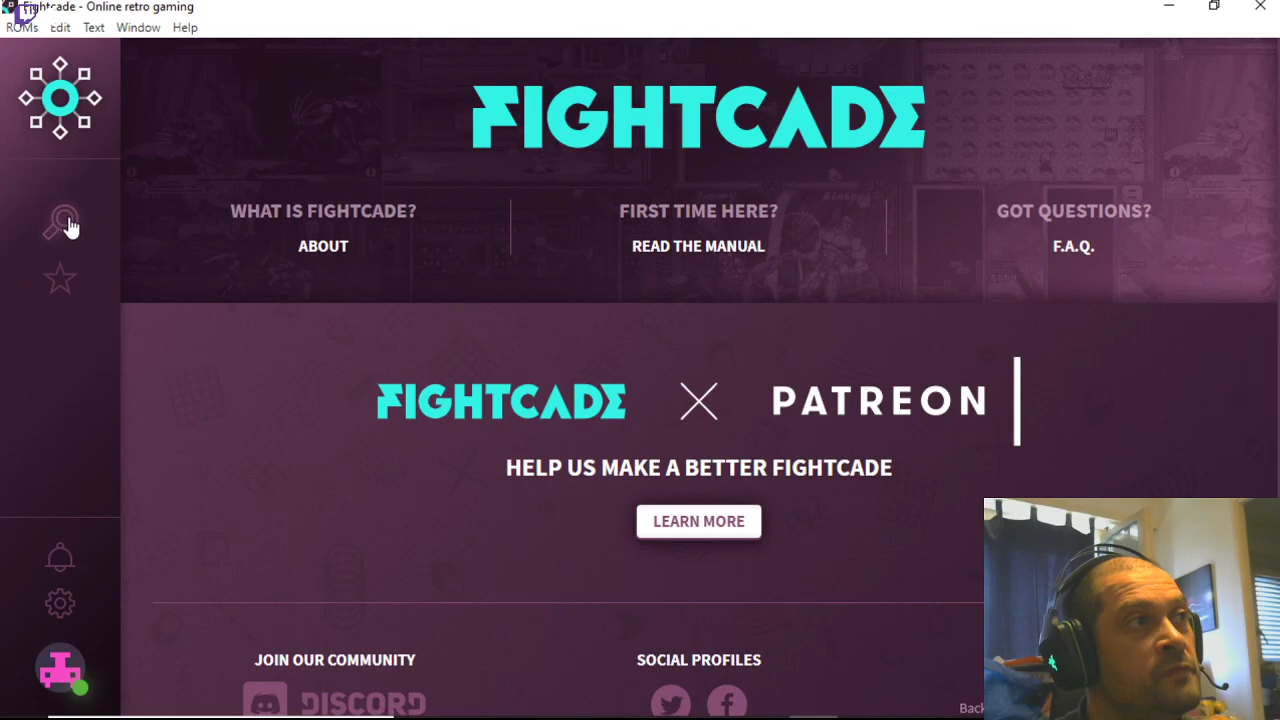 Fightcade - Online retro gaming
ROMs Edit Text Window Help
FIGHTCADE
WHAT IS FIGHTCADE?
ABOUT
FIRST TIME HERE?
READ THE MANUAL
GOT QUESTIONS?
F.A.Q.
FIGHTCADE X PATREON
HELP US MAKE A BETTER FIGHTCADE
LEARN MORE
JOIN OUR COMMUNITY
DISCORD
SOCIAL PROFILES
Back